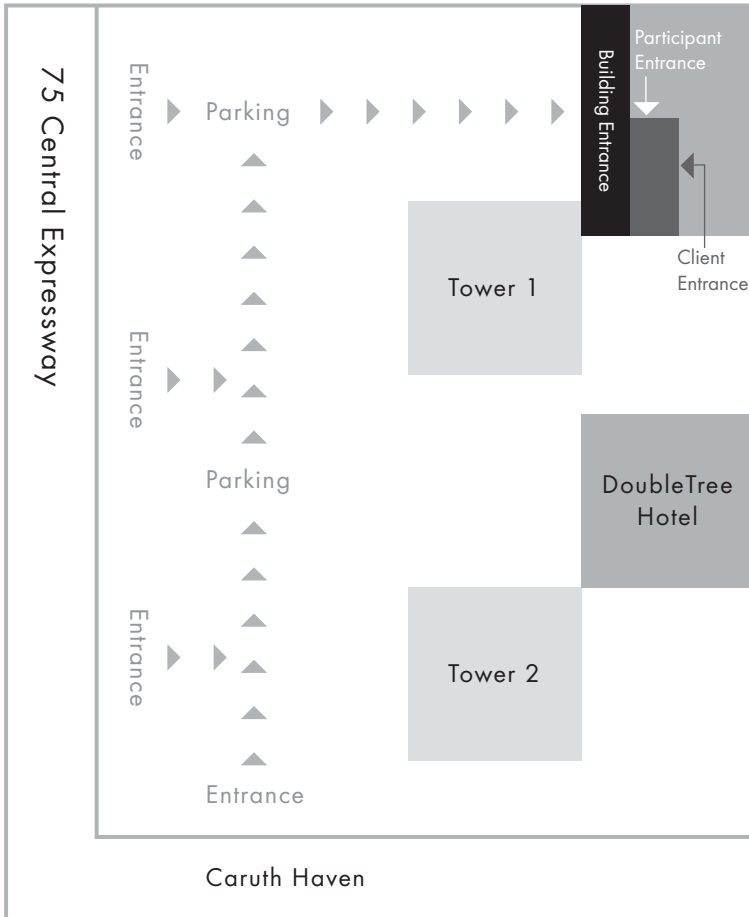 75 Central Expressway
Entrance
Parking
Building Entrance
Participant
Entrance
Client
Entrance
Tower 1
Entrance
Parking
DoubleTree
Hotel
Entrance
Tower 2
Entrance
Caruth Haven